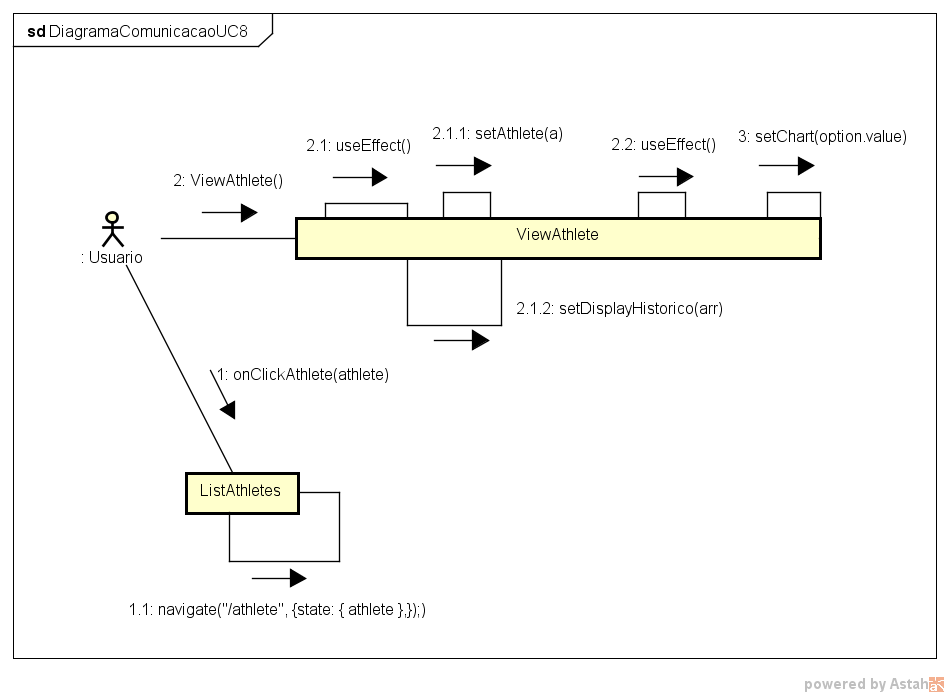 sd DiagramaComunicacaoUC8
2.1.1: setAthlete(a)
3: setChart(option.value)
2.1: useEffect()
2.2: useEffect()
2: ViewAthlete()
ViewAthlete
: Usuario
2.1.2: setDisplayHistorico(arr)
1: onClickAthlete(athlete)
ListAthletes
1.1: navigate("/athlete", {state: { athlete },});)
powered by Astah